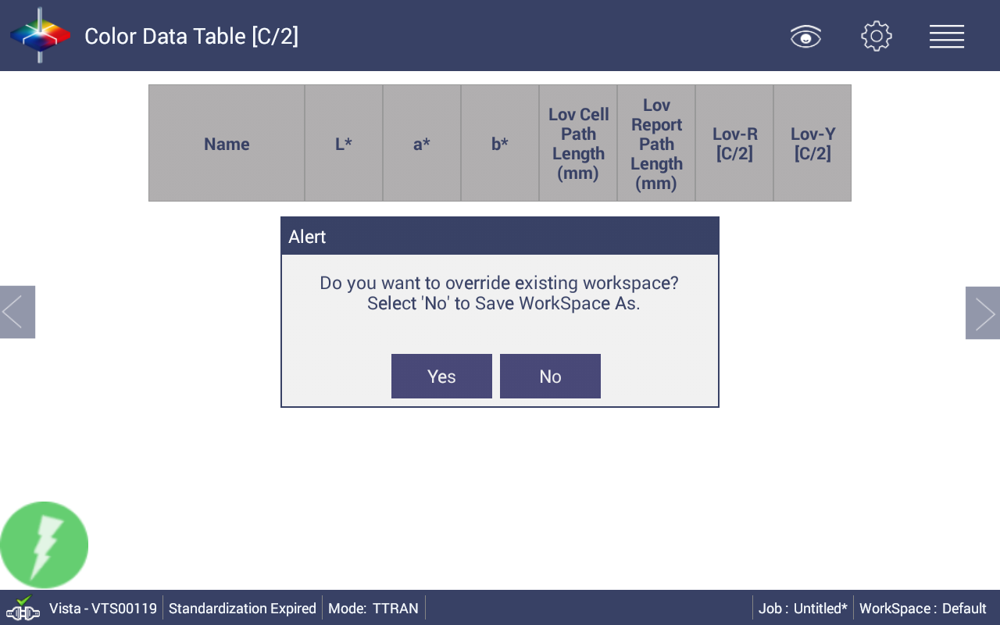 Color Data Table [C/2]
Name
L*
a*
b*
Lov Cell
Path
Length
(mm)
Lov
Report
Path
Length
(mm)
Lov-R
[C/2]
Lov-Y
[C/2]
Alert
Do you want to override existing workspace?
Select 'No' to Save WorkSpace As.
Yes
No
Vista - VTS00119
Standardization Expired
Mode: TTRAN
Job : Untitled*
WorkSpace : Default